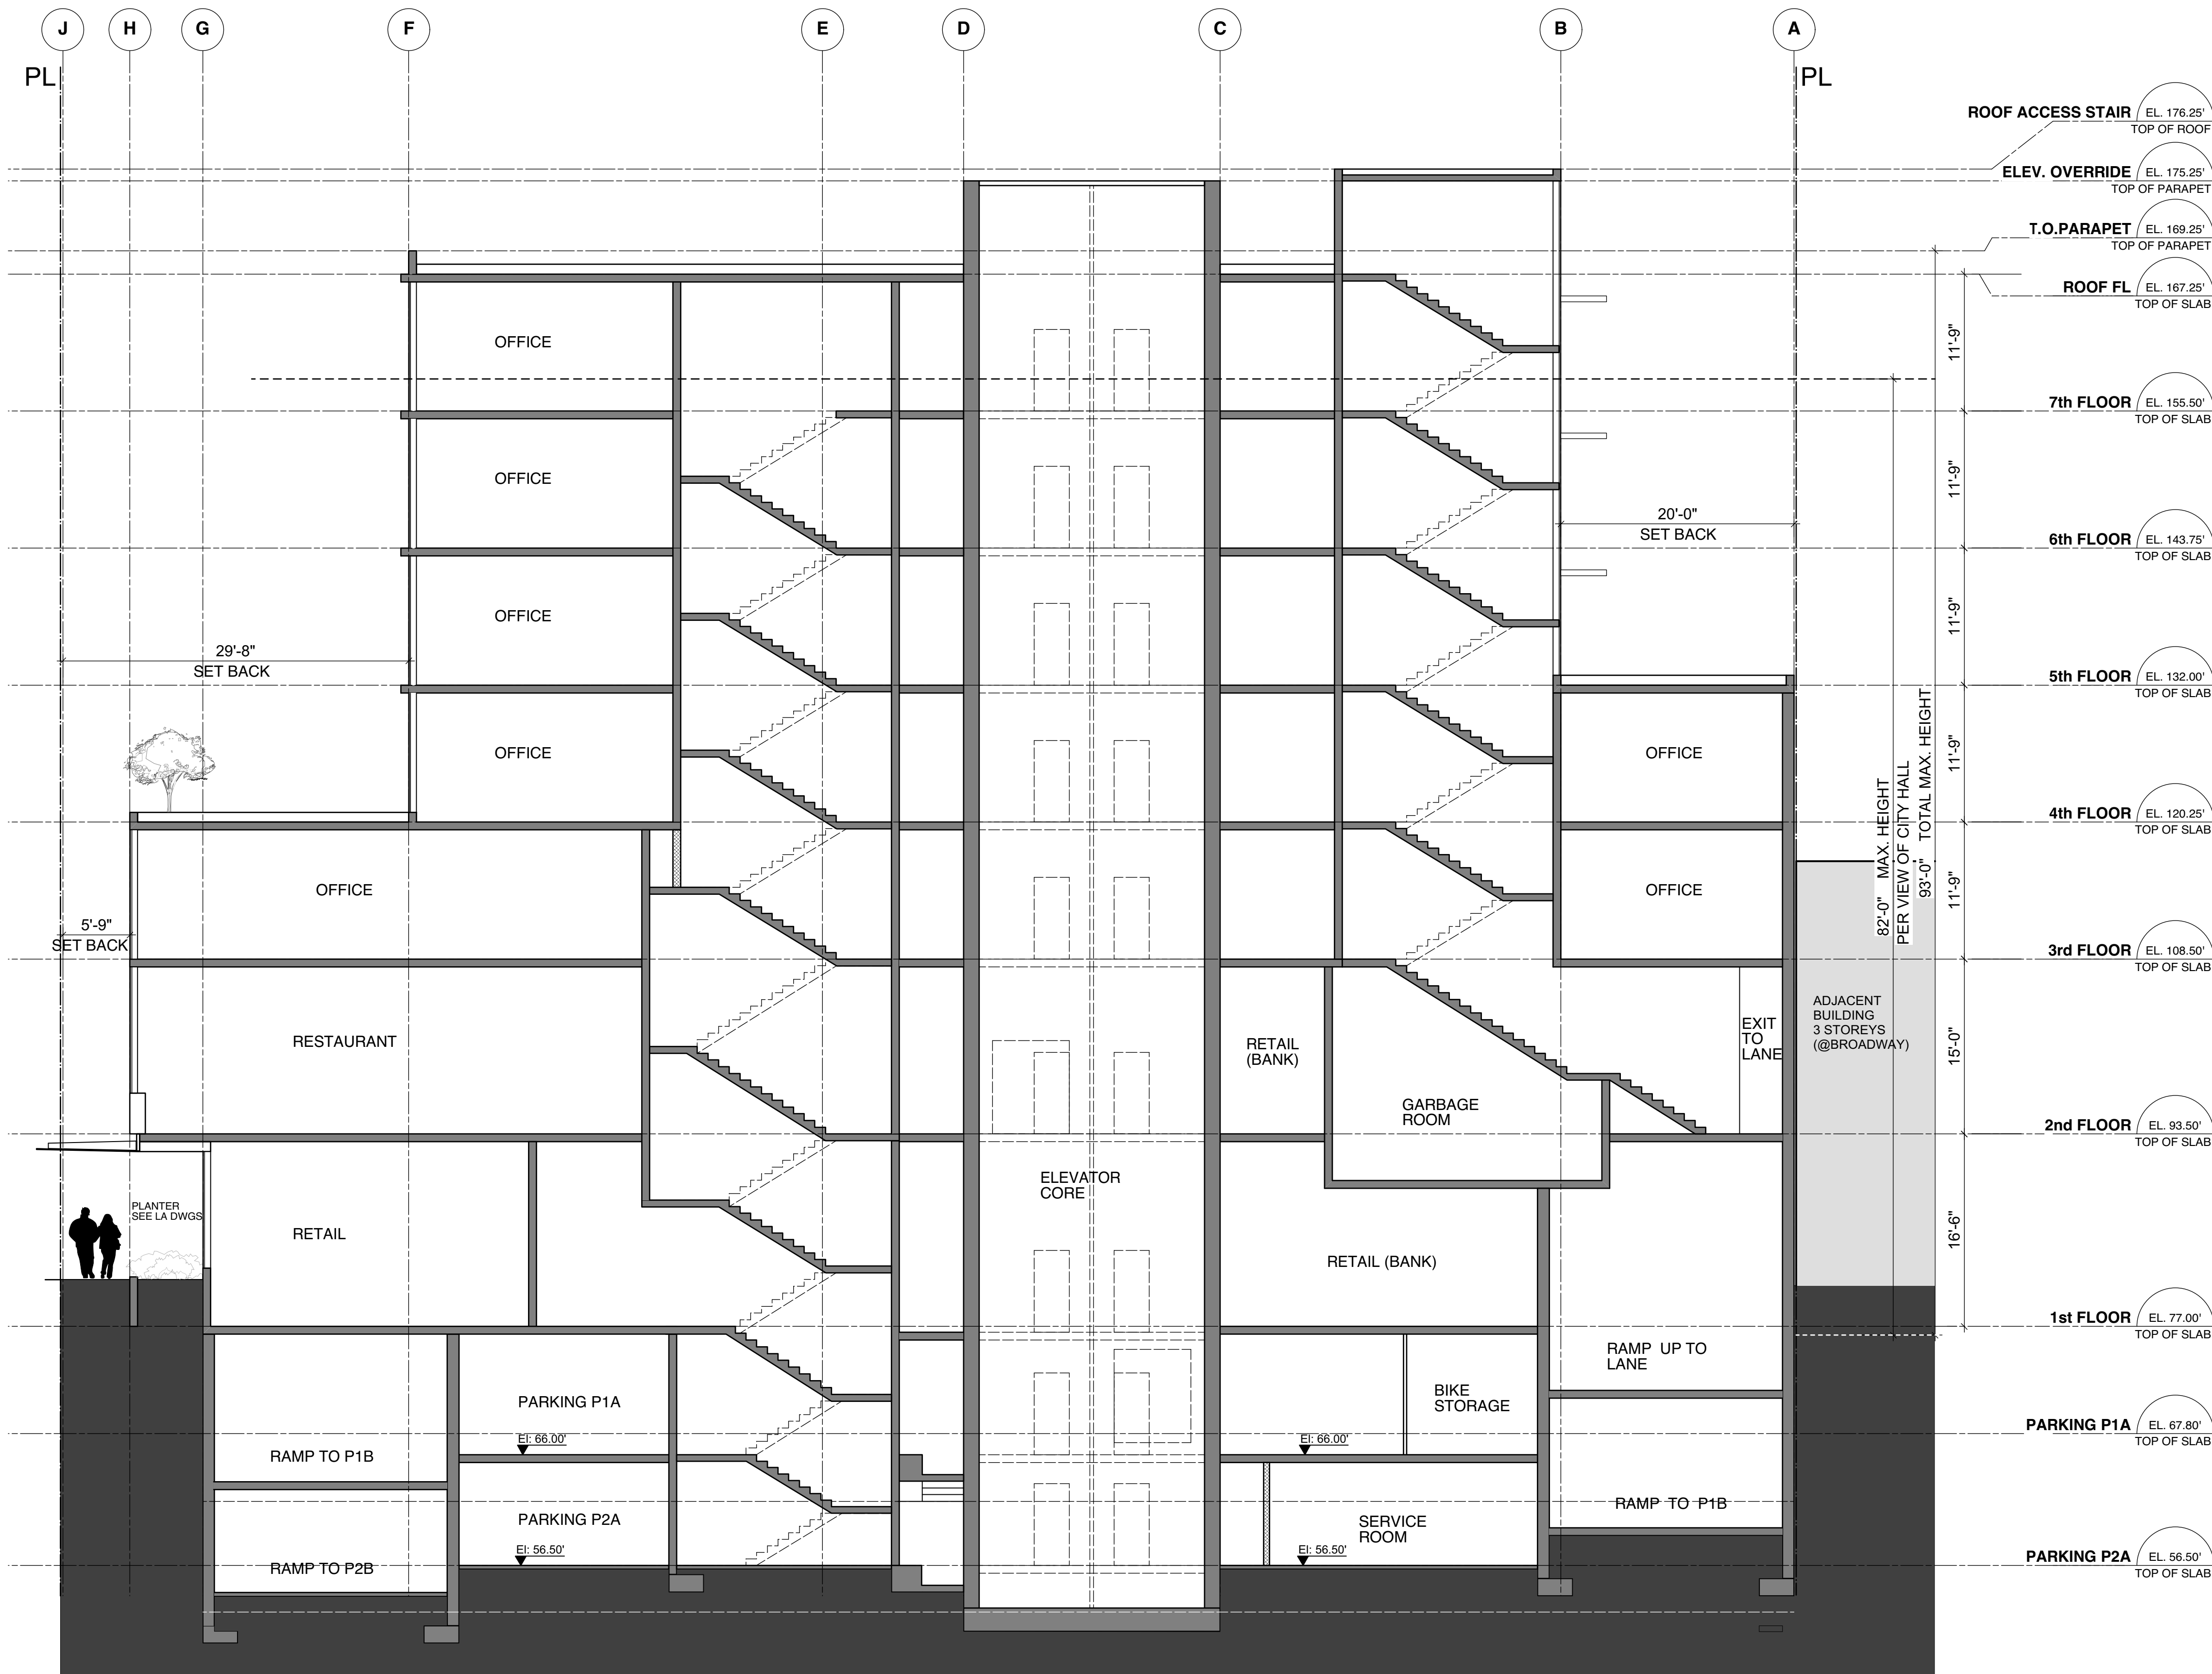 J
H
G
F
E
D
C
B
A
PL
PL
ROOF ACCESS STAIR
EL. 176.25'
TOP OF ROOF
ELEV. OVERRIDE
EL. 175.25'
TOP OF PARAPET
T.O.PARAPET
EL. 169.25'
TOP OF PARAPET
ROOF FL
EL. 167.25'
TOP OF SLAB
OFFICE
11'-9"
7th FLOOR
EL. 155.50'
TOP OF SLAB
OFFICE
11'-9"
20'-0"
SET BACK
6th FLOOR
EL. 143.75'
TOP OF SLAB
OFFICE
11'-9"
29'-8"
SET BACK
5th FLOOR
EL. 132.00'
TOP OF SLAB
OFFICE
OFFICE
11'-9"
82'-0" MAX. HEIGHT
PER VIEW OF CITY HALL
93'-0" TOTAL MAX. HEIGHT
4th FLOOR
EL. 120.25'
TOP OF SLAB
OFFICE
OFFICE
11'-9"
5'-9"
SET BACK
3rd FLOOR
EL. 108.50'
TOP OF SLAB
RESTAURANT
RETAIL
(BANK)
GARBAGE
ROOM
EXIT
TO
LANE
ADJACENT
BUILDING
3 STOREYS
(@BROADWAY)
15'-0"
2nd FLOOR
EL. 93.50'
TOP OF SLAB
PLANTER
SEE LA DWGS
RETAIL
ELEVATOR
CORE
RETAIL (BANK)
16'-6"
1st FLOOR
EL. 77.00'
TOP OF SLAB
RAMP UP TO
LANE
PARKING P1A
BIKE
STORAGE
El: 66.00'
El: 66.00'
RAMP TO P1B
PARKING P1A
EL. 67.80'
TOP OF SLAB
PARKING P2A
SERVICE
ROOM
RAMP TO P1B
El: 56.50'
El: 56.50'
RAMP TO P2B
PARKING P2A
EL. 56.50'
TOP OF SLAB